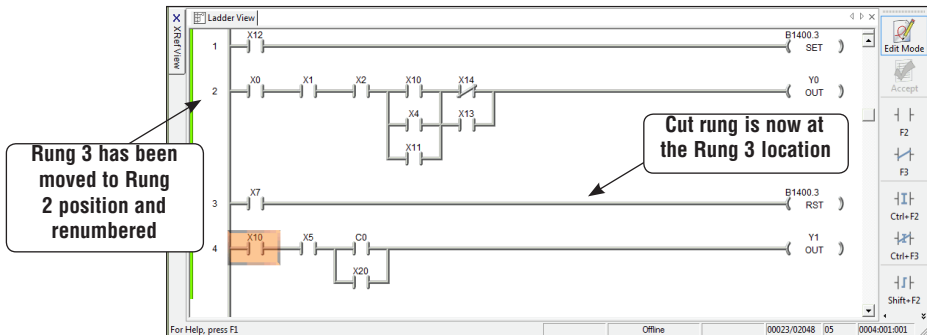 XRef View
Ladder View
1
X12
B1400.3
SET
2
X0 X1 X2 X10 X14
Y0
OUT
X4 X13
X11
Rung 3 has been
moved to Rung
2 position and
renumbered
Cut rung is now at
the Rung 3 location
3
X7
B1400.3
RST
4
X10 X5 C0
Y1
OUT
X20
Edit Mode
Accept
F2
F3
Ctrl+F2
Ctrl+F3
Shift+F2
For Help, press F1
Offline
00023/02048
05
0004:001:001